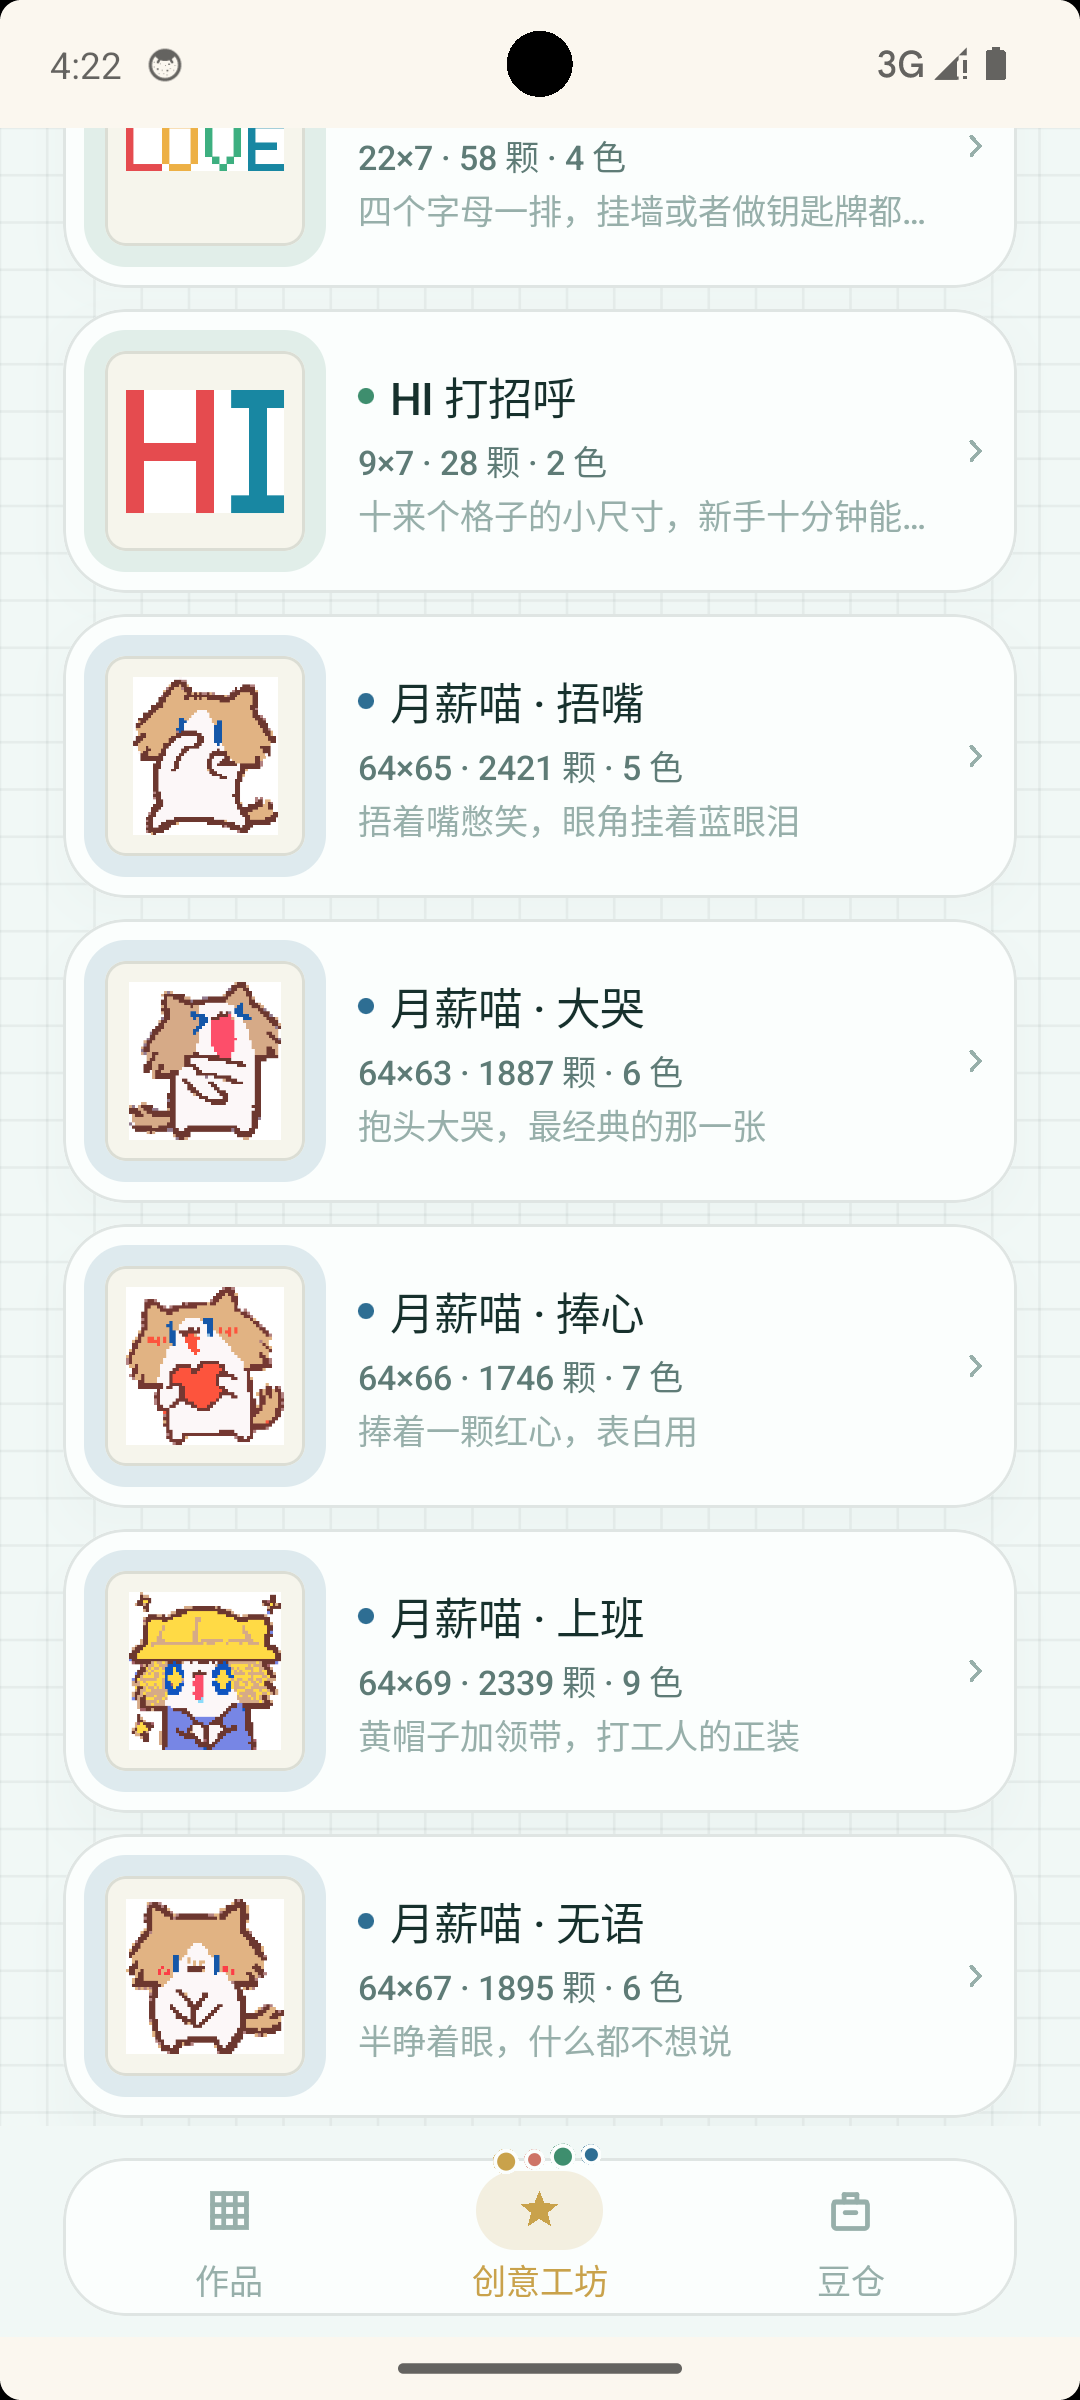 4:22
3G
LOVE
22×7 · 58 颗 · 4 色
四个字母一排，挂墙或者做钥匙牌都…
HI
HI 打招呼
9×7 · 28 颗 · 2 色
十来个格子的小尺寸，新手十分钟能…
月薪喵 · 捂嘴
64×65 · 2421 颗 · 5 色
捂着嘴憋笑，眼角挂着蓝眼泪
月薪喵 · 大哭
64×63 · 1887 颗 · 6 色
抱头大哭，最经典的那一张
月薪喵 · 捧心
64×66 · 1746 颗 · 7 色
捧着一颗红心，表白用
月薪喵 · 上班
64×69 · 2339 颗 · 9 色
黄帽子加领带，打工人的正装
月薪喵 · 无语
64×67 · 1895 颗 · 6 色
半睁着眼，什么都不想说
作品
创意工坊
豆仓